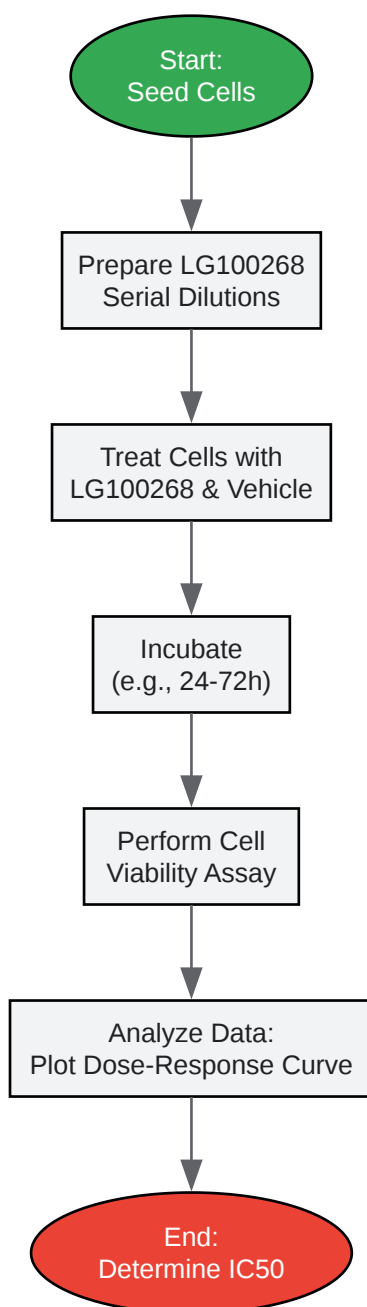 Start:
Seed Cells
Prepare LG100268
Serial Dilutions
Treat Cells with
LG100268 & Vehicle
Incubate
(e.g., 24-72h)
Perform Cell
Viability Assay
Analyze Data:
Plot Dose-Response Curve
End:
Determine IC50